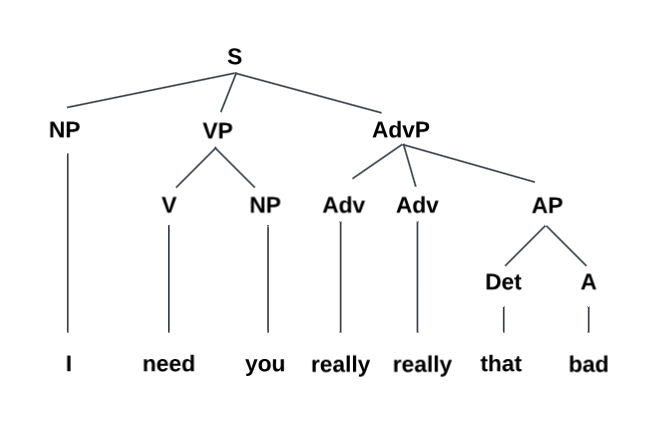 S
NP VP AdvP
V NP Adv Adv AP
Det A
I need you really really that bad